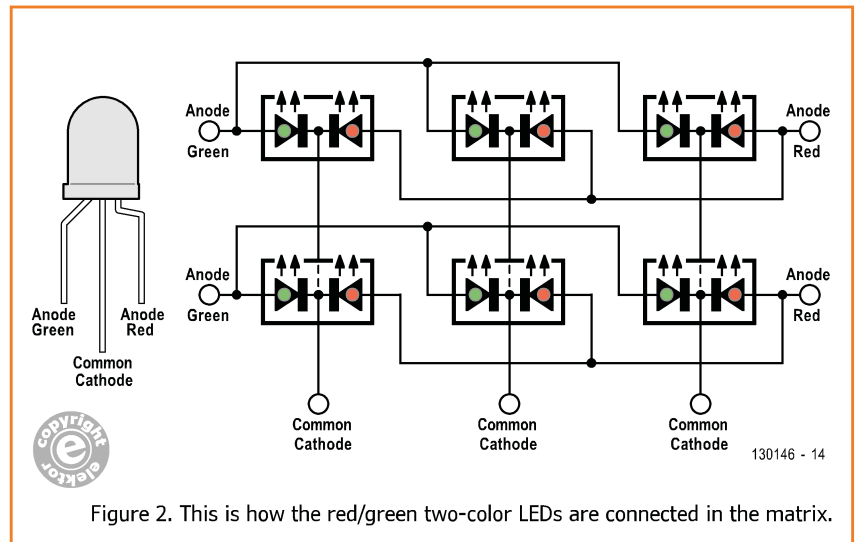 Anode
Green
Anode
Red
Anode
Green
Anode
Red
Anode
Green
Anode
Red
Common
Cathode
Common
Cathode
Common
Cathode
Common
Cathode
copyright
e
elektor
130146 - 14
Figure 2. This is how the red/green two-color LEDs are connected in the matrix.